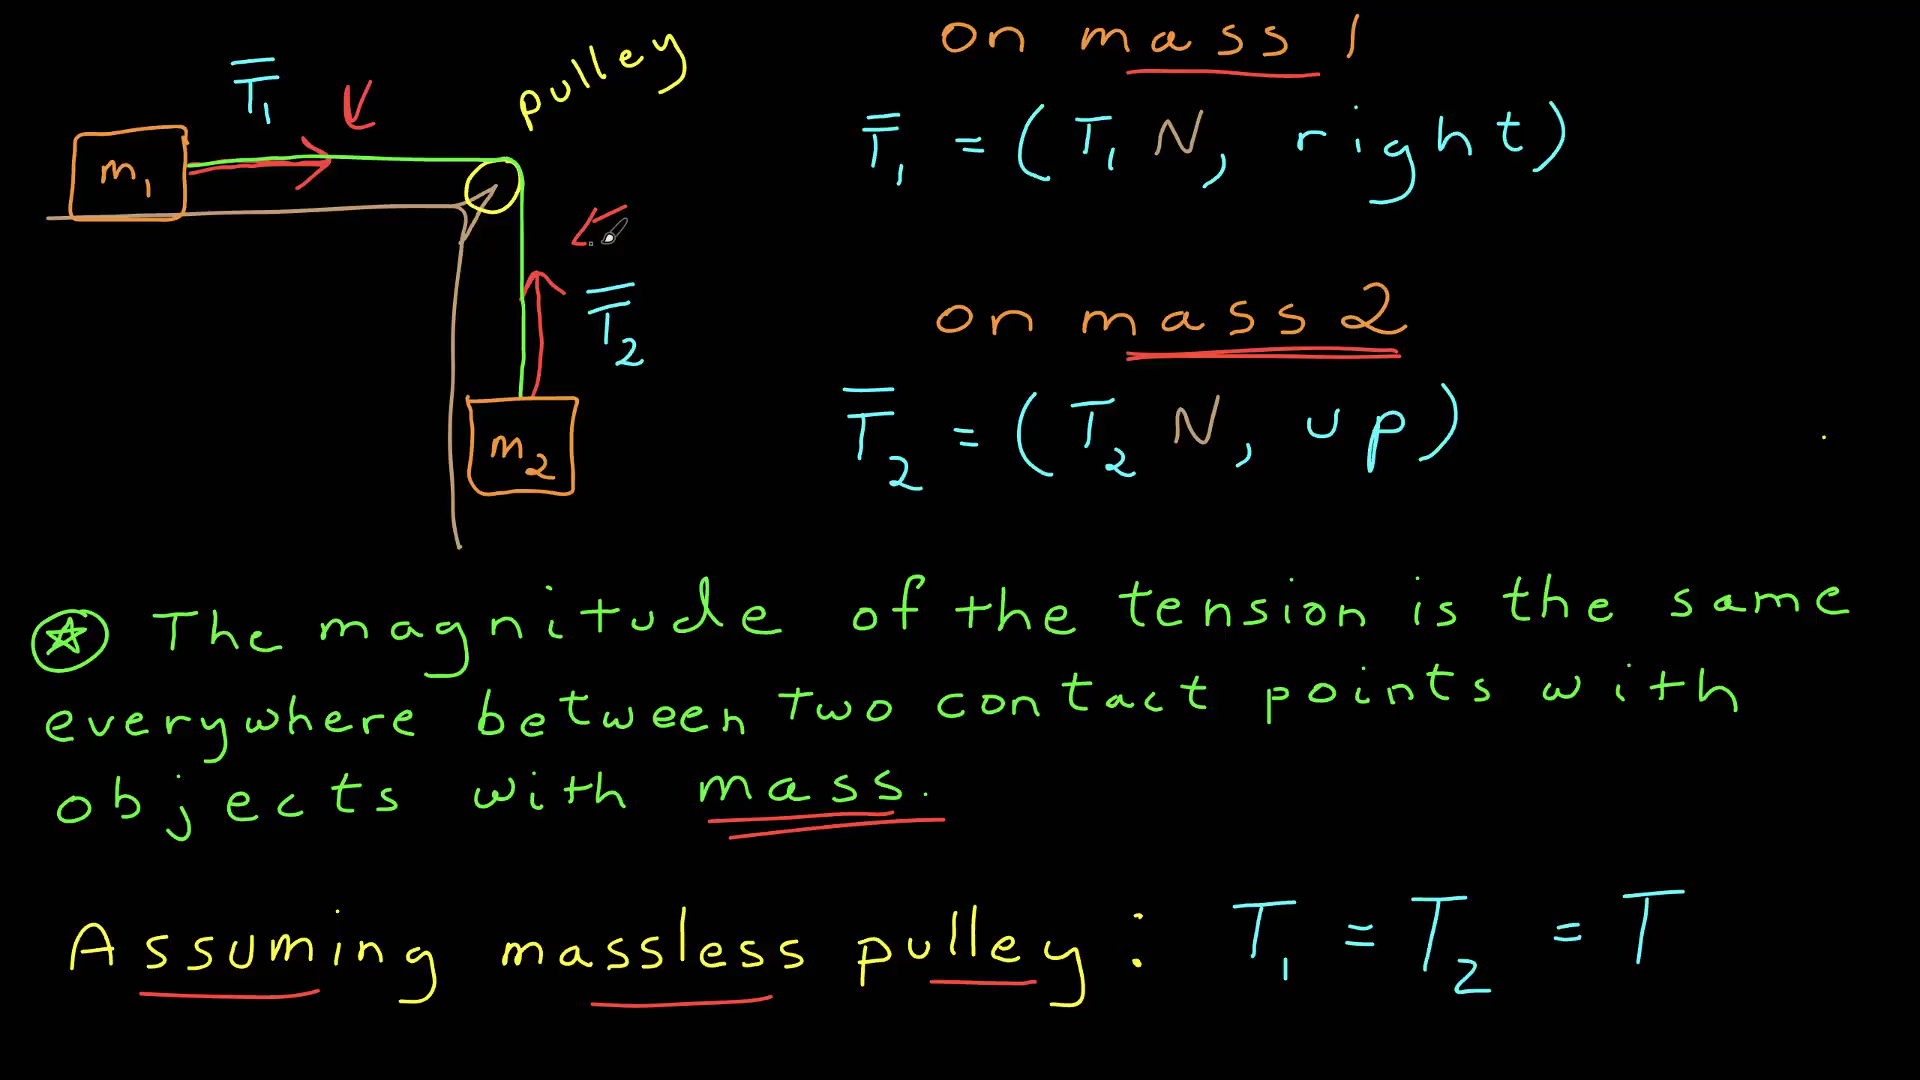 T̅₁
pulley
m₁
T̅₂
m₂
on mass 1
T̅₁ = (T₁ N, right)
on mass 2
T̅₂ = (T₂ N, up)
The magnitude of the tension is the same
everywhere between two contact points with
objects with mass.
Assuming massless pulley: T₁ = T₂ = T